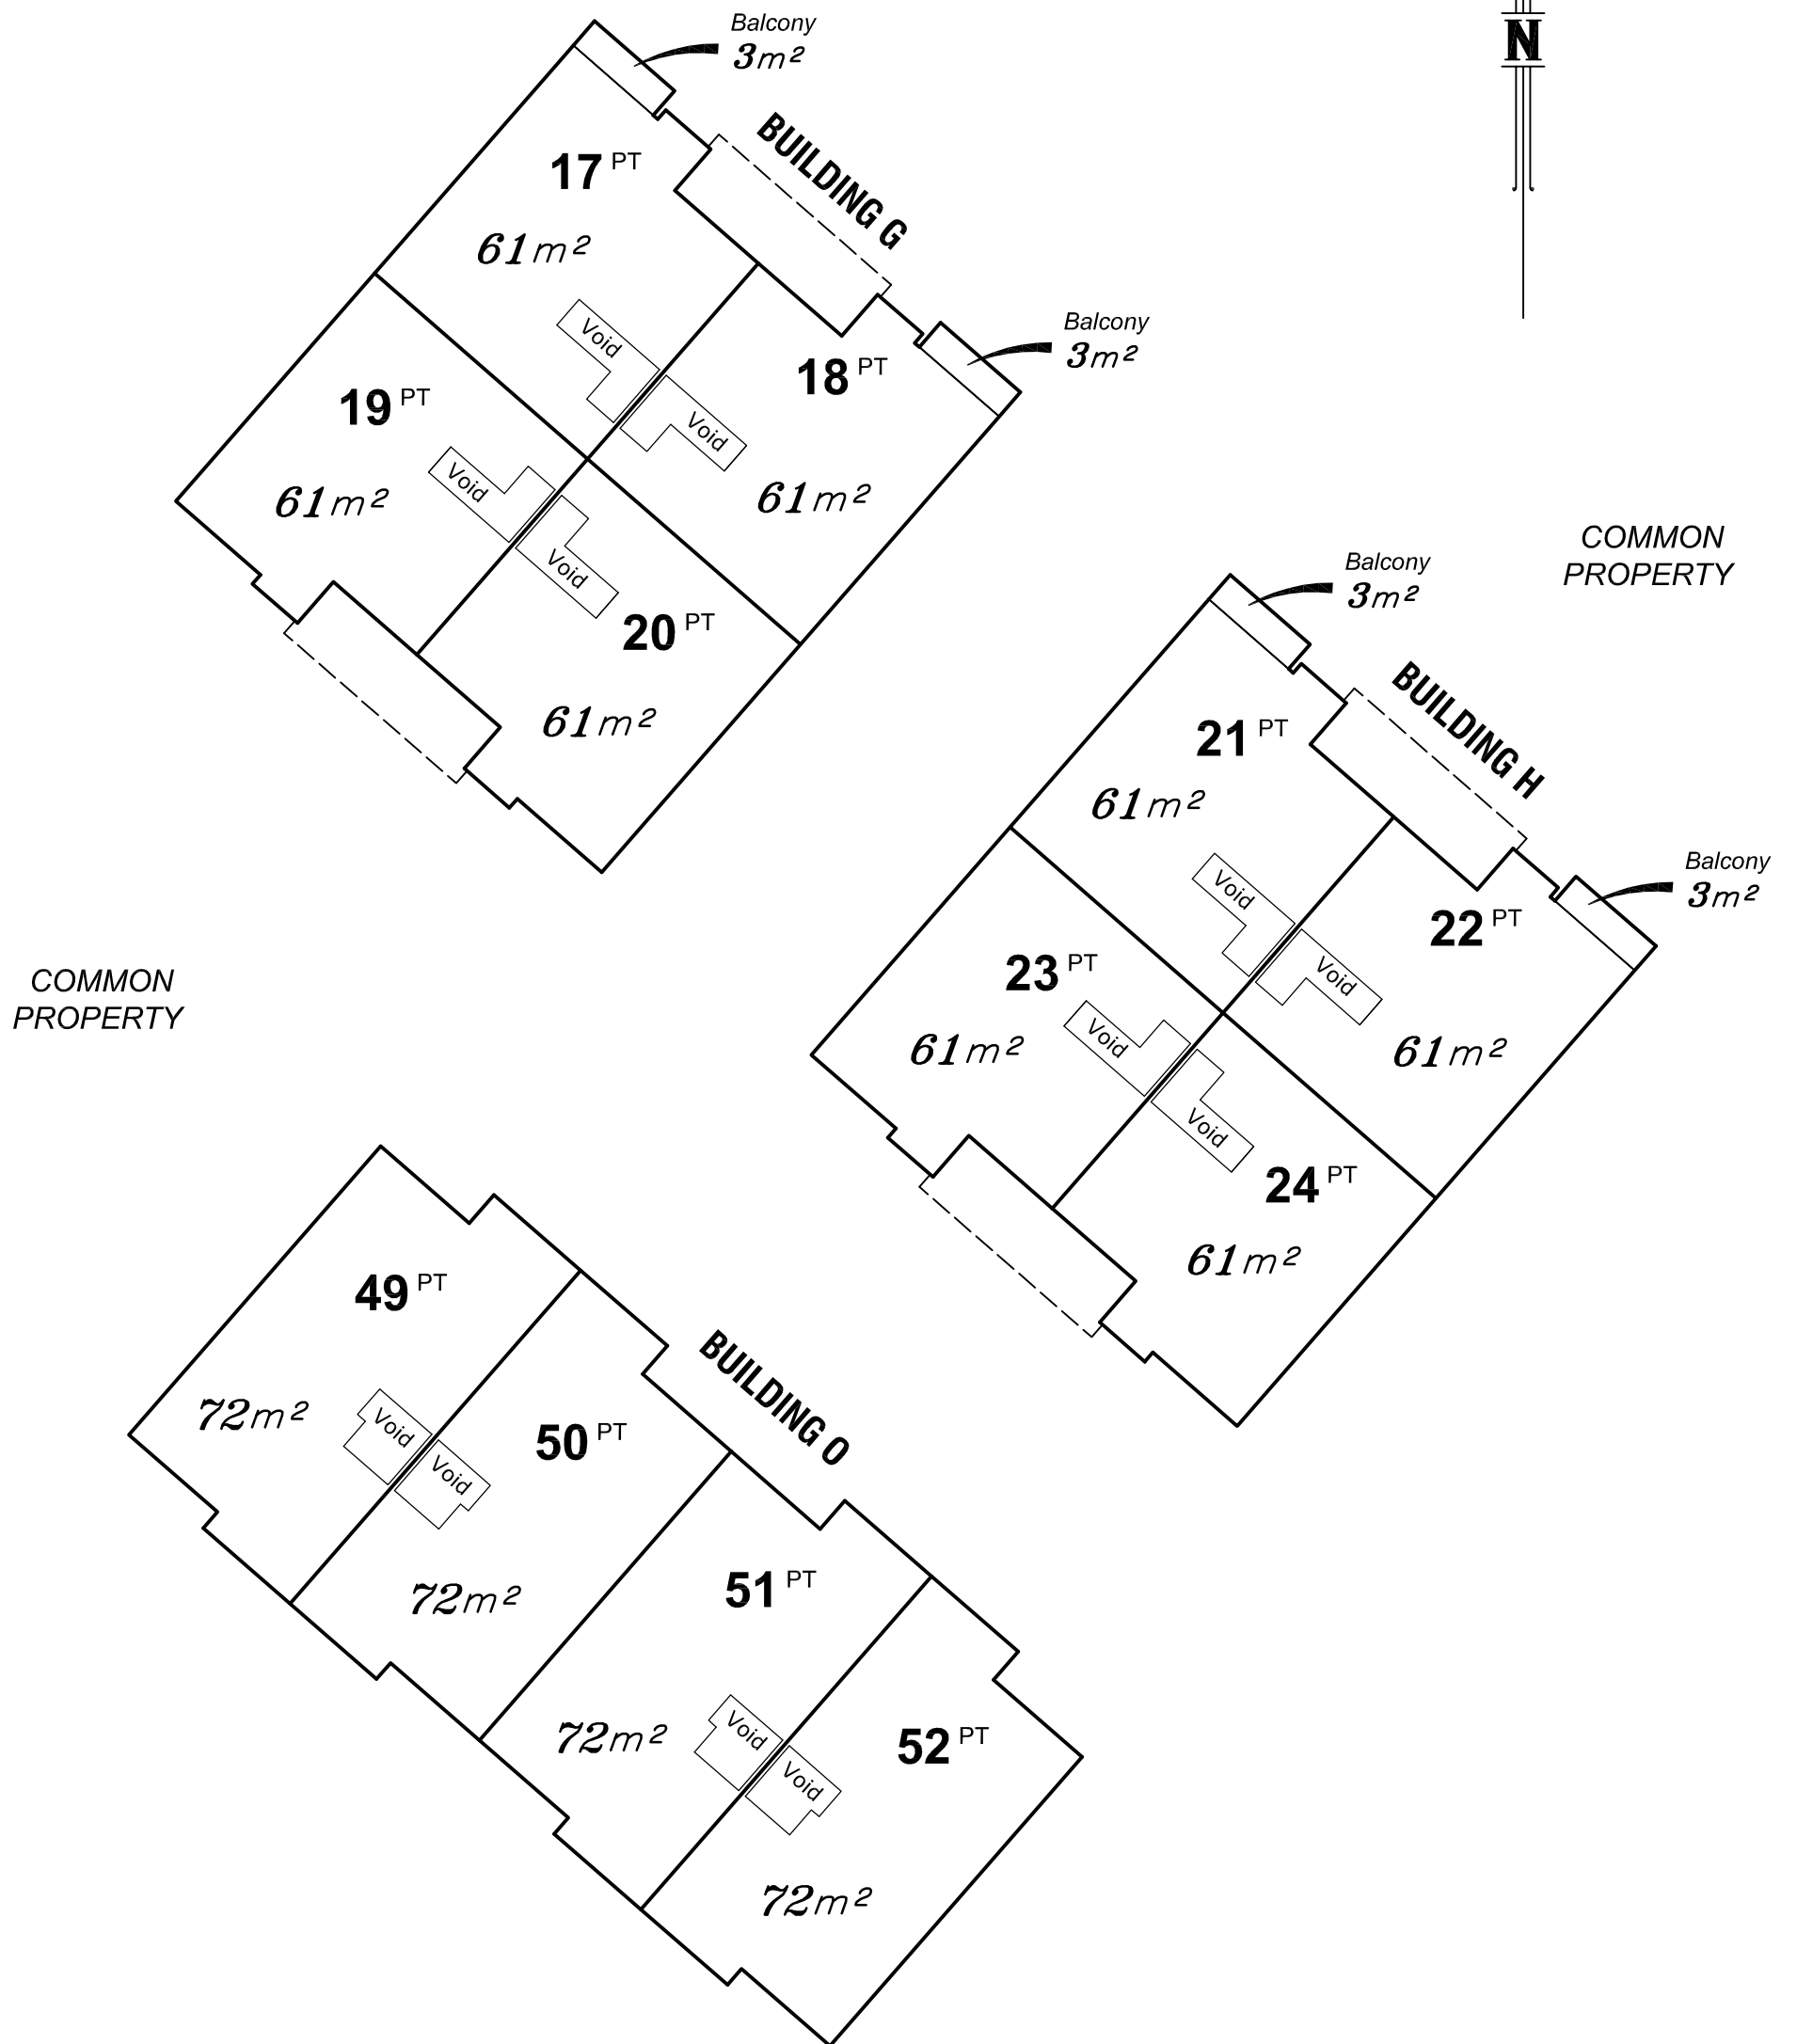 Balcony
3m²
N
BUILDING G
17 PT
61m²
Void
Balcony
3m²
18 PT
Void
61m²
19 PT
Void
61m²
Void
20 PT
61m²
COMMON
PROPERTY
Balcony
3m²
BUILDING H
21 PT
61m²
Void
Balcony
3m²
22 PT
Void
61m²
23 PT
Void
61m²
Void
24 PT
61m²
COMMON
PROPERTY
49 PT
72m²
Void
BUILDING O
50 PT
Void
72m²
51 PT
Void
72m²
52 PT
Void
72m²